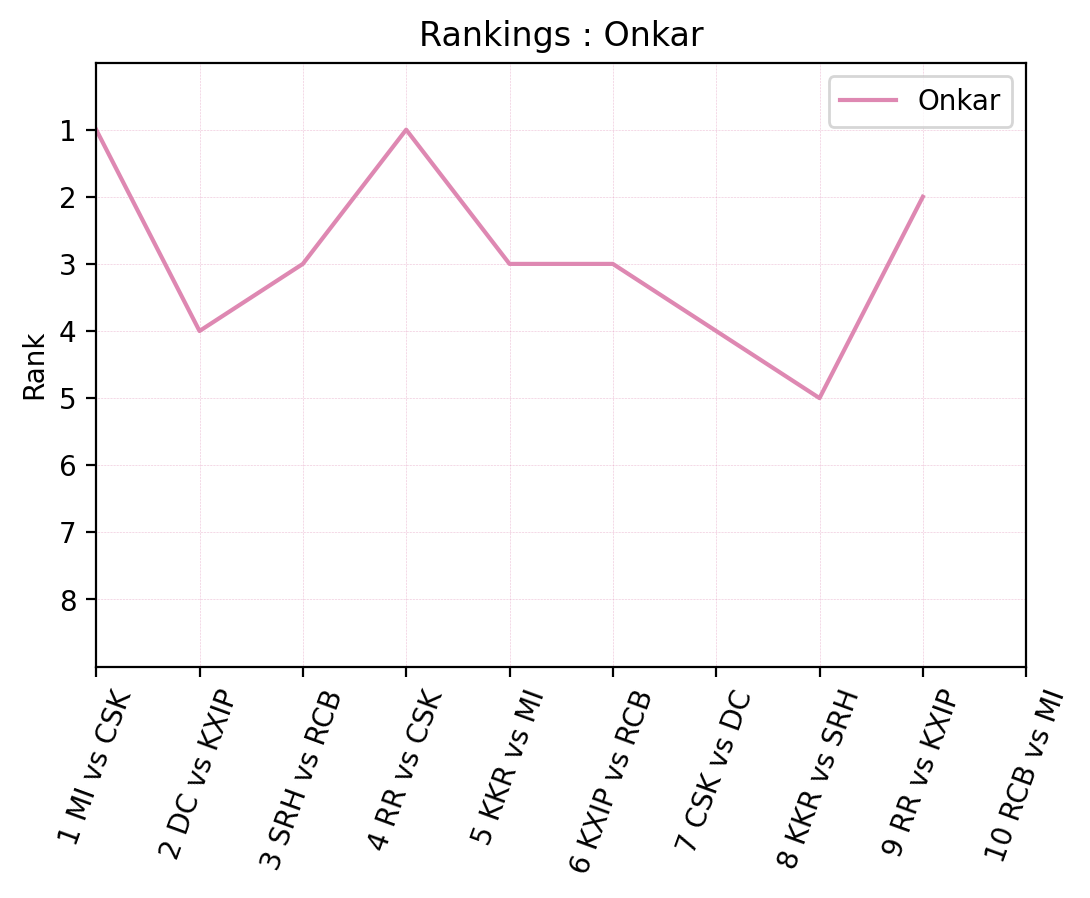 Rankings : Onkar
Onkar
Rank
1
2
3
4
5
6
7
8
1 MI vs CSK
2 DC vs KXIP
3 SRH vs RCB
4 RR vs CSK
5 KKR vs MI
6 KXIP vs RCB
7 CSK vs DC
8 KKR vs SRH
9 RR vs KXIP
10 RCB vs MI